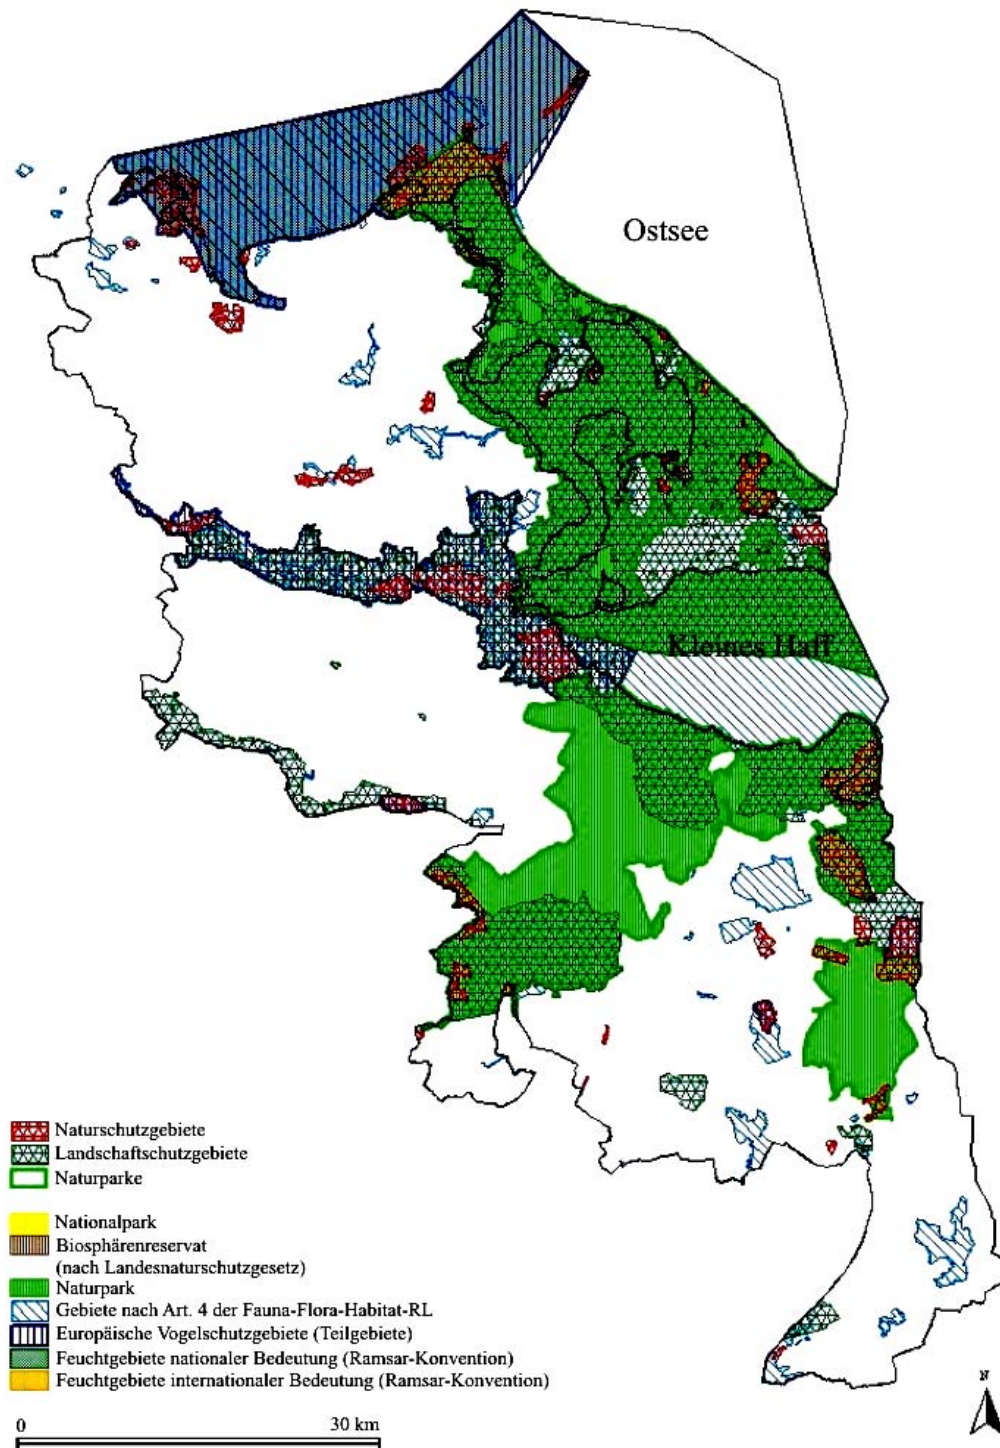 Ostsee
Kleines Haff
Naturschutzgebiete
Landschaftschutzgebiete
Naturparke
Nationalpark
Biosphärenreservat
(nach Landesnaturschutzgesetz)
Naturpark
Gebiete nach Art. 4 der Fauna-Flora-Habitat-RL
Europäische Vogelschutzgebiete (Teilgebiete)
Feuchtgebiete nationaler Bedeutung (Ramsar-Konvention)
Feuchtgebiete internationaler Bedeutung (Ramsar-Konvention)
0 30 km
N